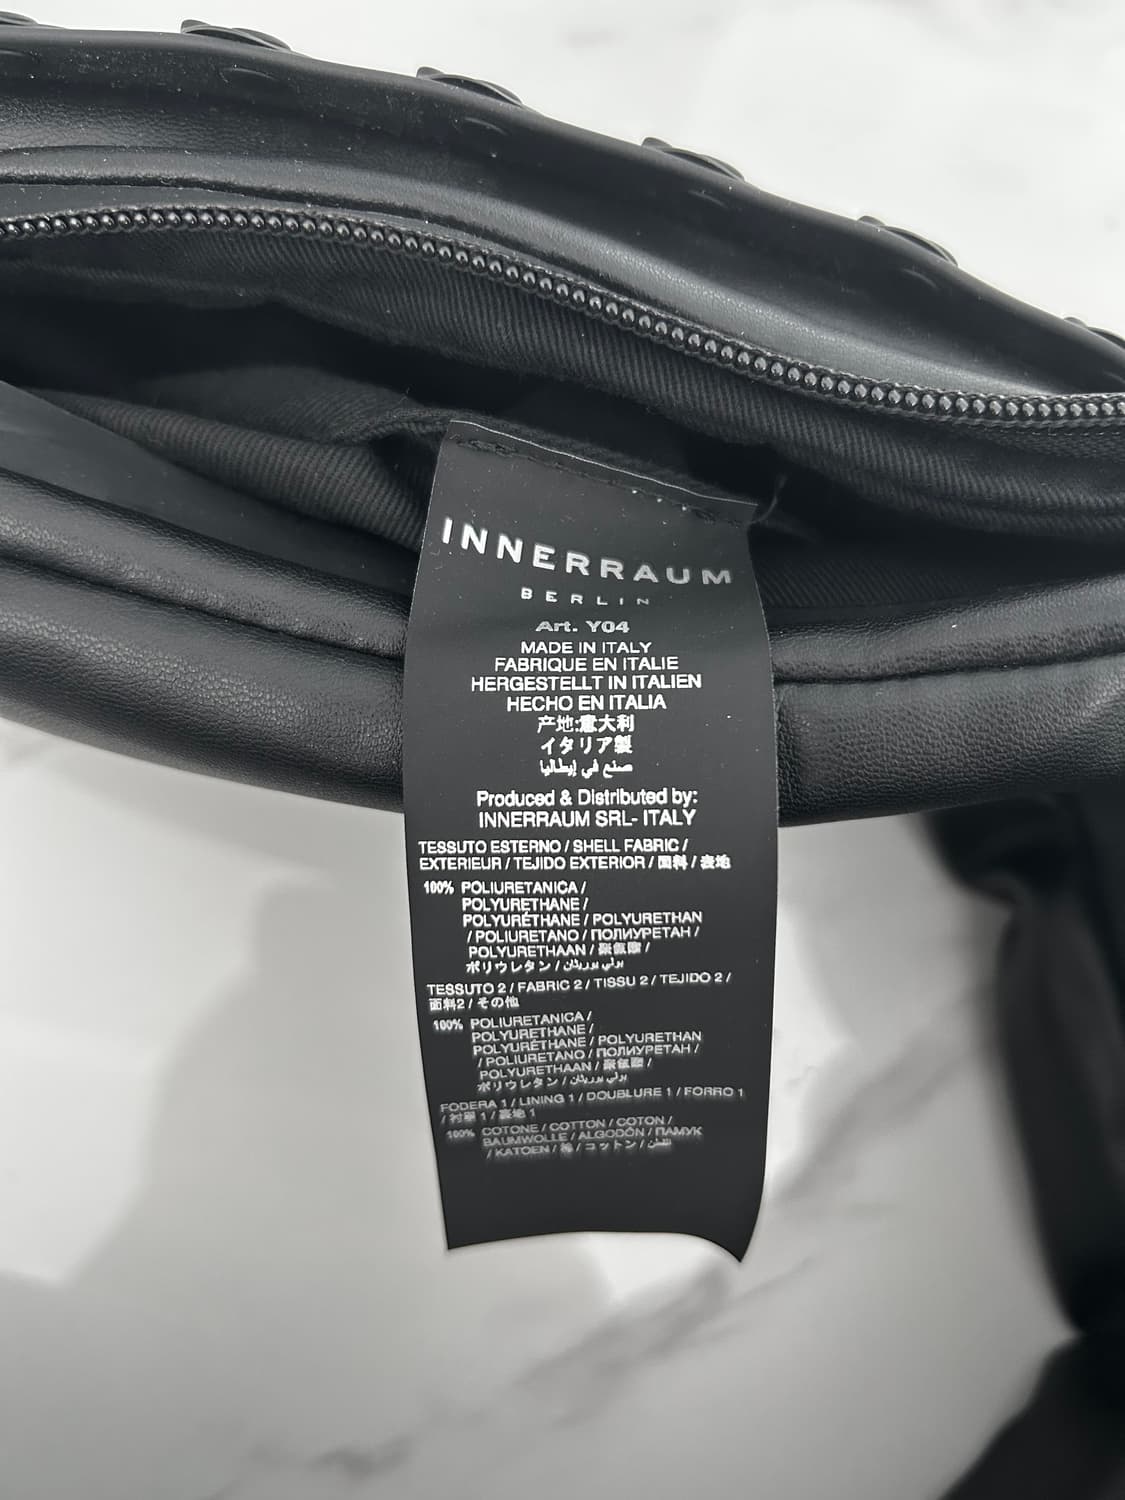 INNERRAUM
BERLIN
Art. Y04
MADE IN ITALY
FABRIQUE EN ITALIE
HERGESTELLT IN ITALIEN
HECHO EN ITALIA
产地:意大利
イタリア製
صنع في إيطاليا
Produced & Distributed by:
INNERRAUM SRL- ITALY
TESSUTO ESTERNO / SHELL FABRIC /
EXTERIEUR / TEJIDO EXTERIOR / 面料 / 表地
100% POLIURETANICA /
POLYURETHANE /
POLYURÉTHANE / POLYURETHAN
/ POLIURETANO / ПОЛИУРЕТАН /
POLYURETHAAN / 聚氨酯 /
ポリウレタン / بولي يوريثان
TESSUTO 2 / FABRIC 2 / TISSU 2 / TEJIDO 2 /
面料2 / その他
100% POLIURETANICA /
POLYURETHANE /
POLYURÉTHANE / POLYURETHAN
/ POLIURETANO / ПОЛИУРЕТАН /
POLYURETHAAN / 聚氨酯 /
ポリウレタン / بولي يوريثان
FODERA 1 / LINING 1 / DOUBLURE 1 / FORRO 1
/ 衬里 1 / 裏地 1
100% COTONE / COTTON / COTON /
BAUMWOLLE / ALGODÓN / ПАМУК
/ KATOEN / 棉 / コットン / القطن